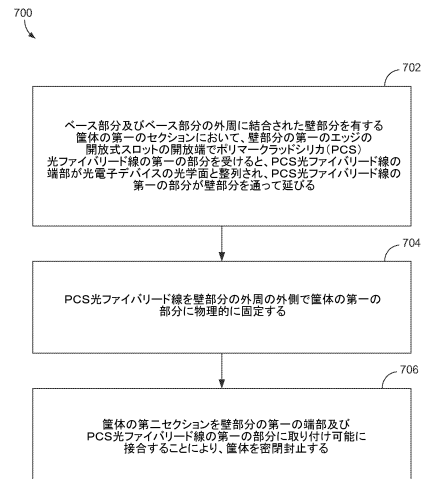 700
702
ベース部分及びベース部分の外周に結合された壁部分を有する
筐体の第一のセクションにおいて、壁部分の第一のエッジの
開放式スロットの開放端でポリマークラッドシリカ(PCS)
光ファイバリード線の第一の部分を受けると、PCS光ファイバリード線の
端部が光電子デバイスの光学面と整列され、PCS光ファイバリード線の
第一の部分が壁部分を通って延びる
704
PCS光ファイバリード線を壁部分の外周の外側で筐体の第一の
部分に物理的に固定する
706
筐体の第二セクションを壁部分の第一の端部及び
PCS光ファイバリード線の第一の部分に取り付け可能に
接合することにより、筐体を密閉封止する